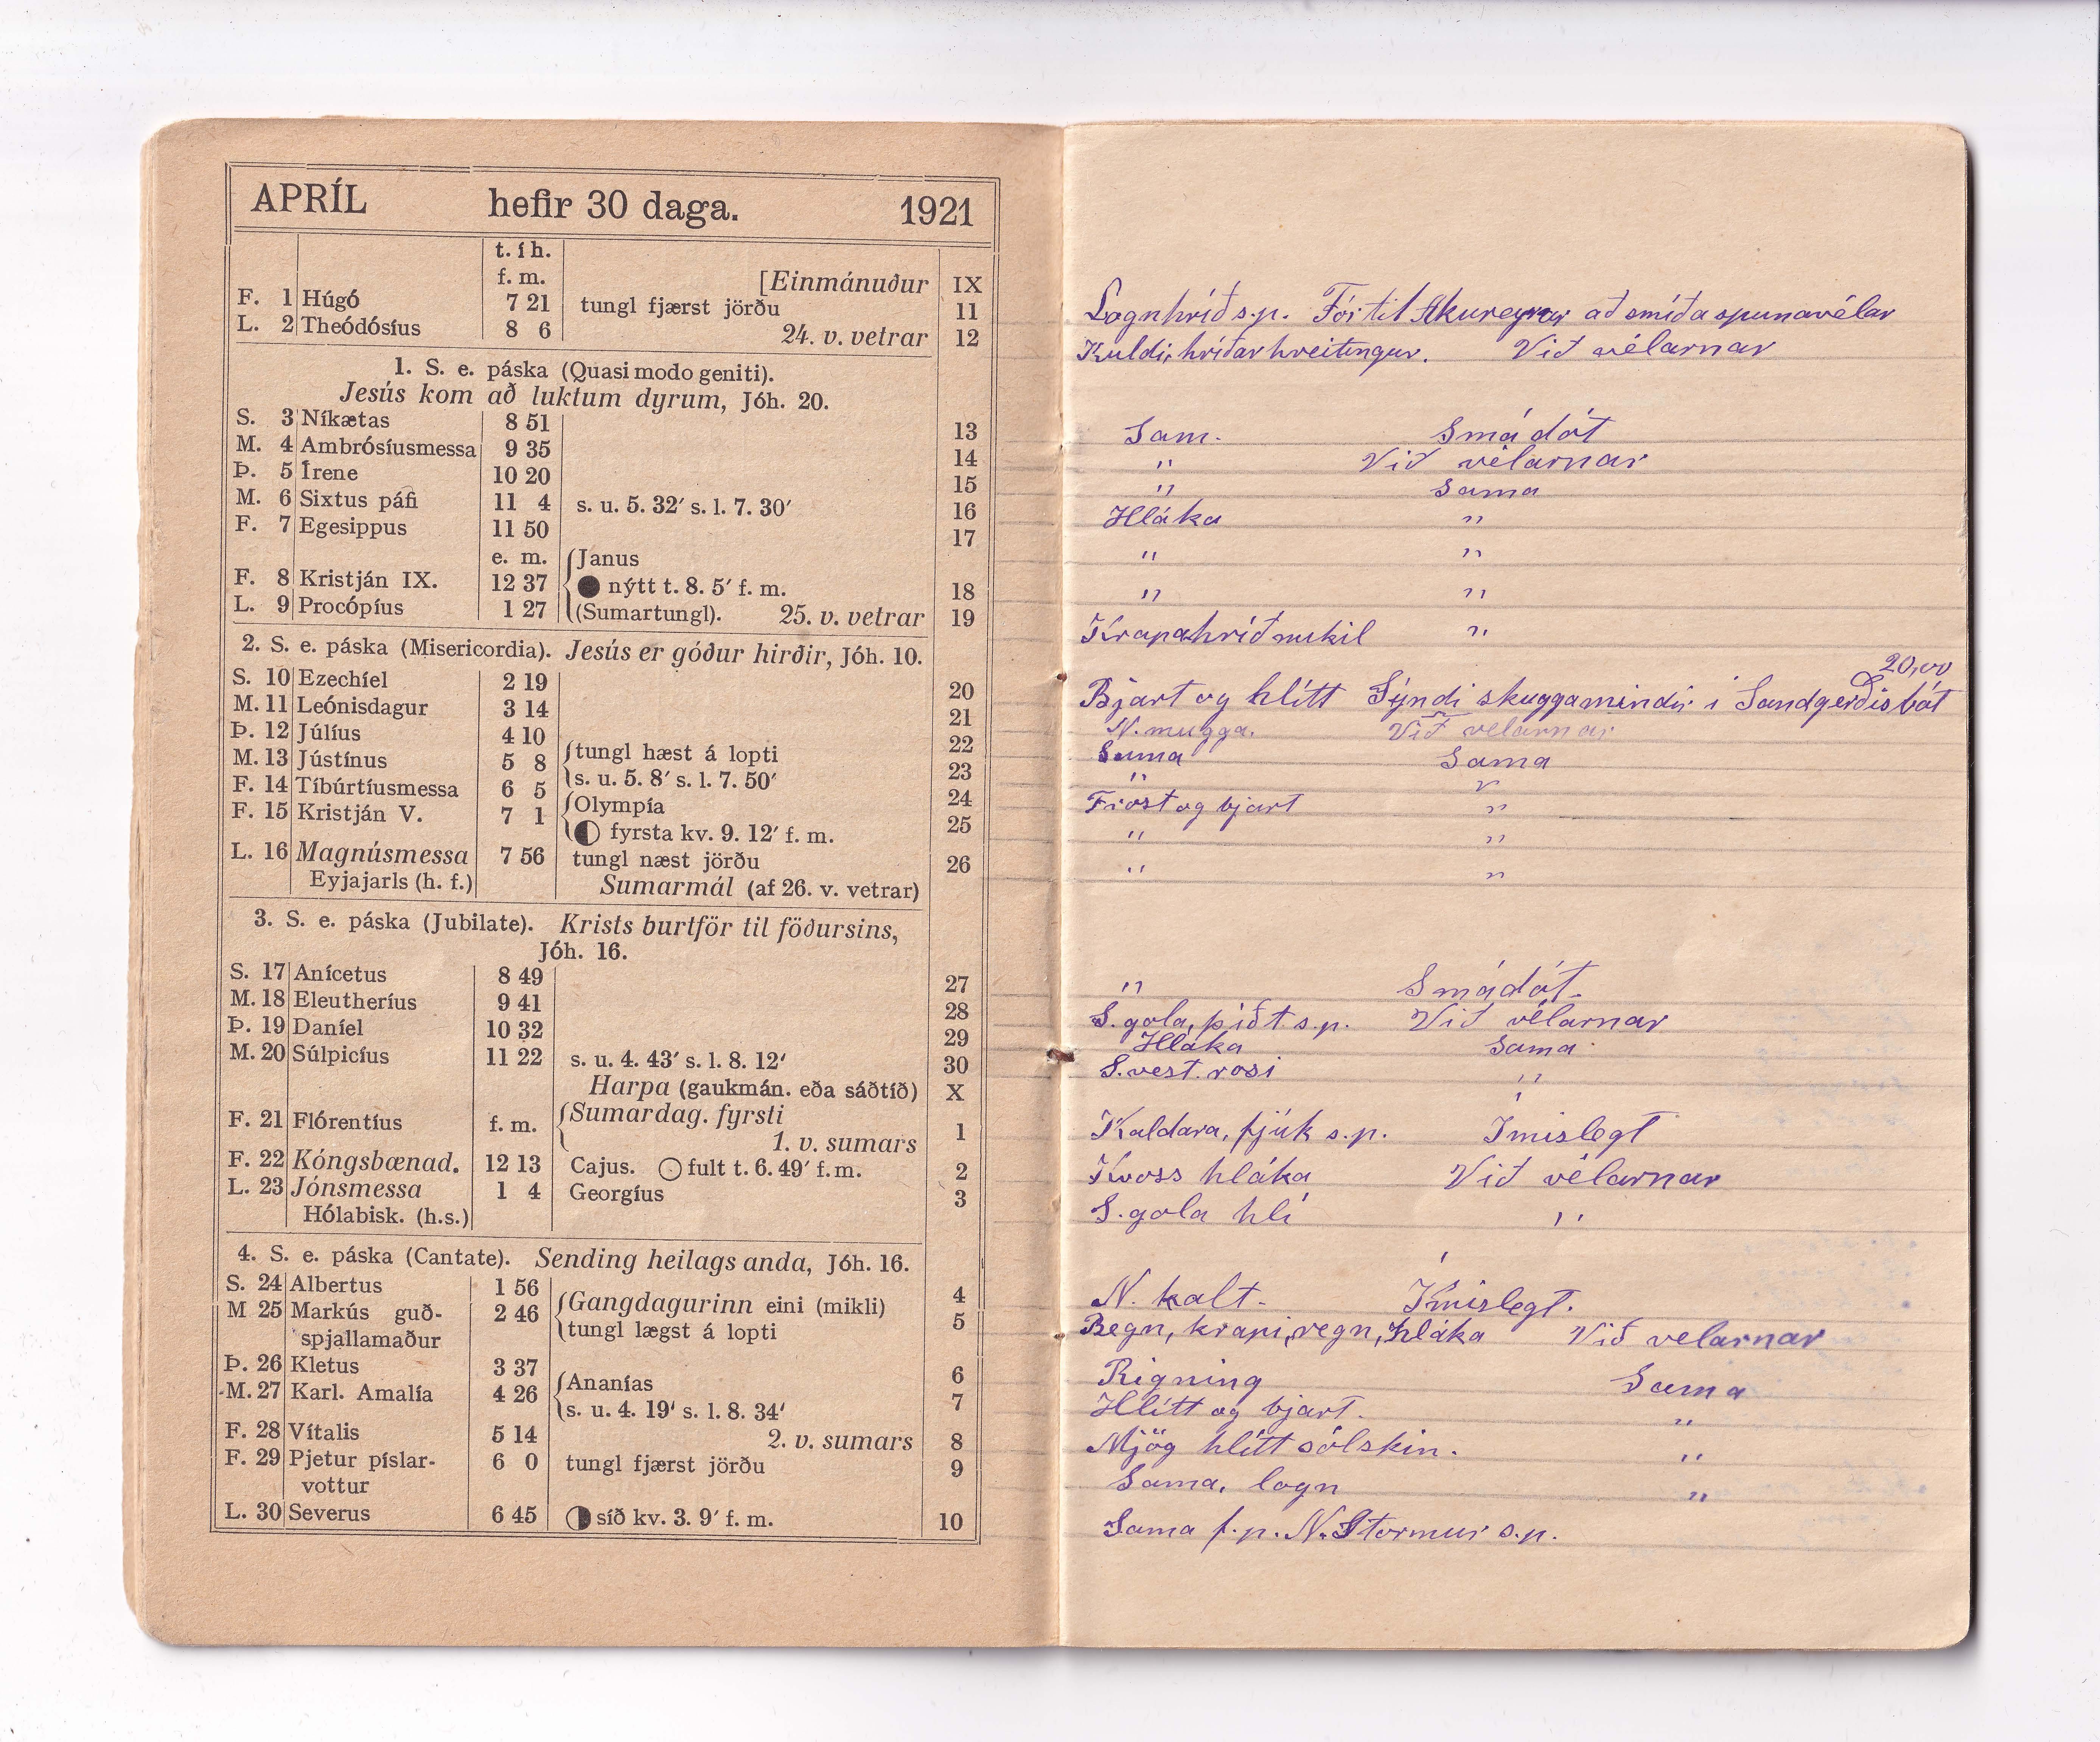 APRÍL hefir 30 daga. 1921
t. í h.
f. m. [Einmánuður IX
F. 1 Húgó 7 21 tungl fjærst jörðu 11
L. 2 Theódósíus 8 6 24. v. vetrar 12
1. S. e. páska (Quasi modo geniti).
Jesús kom að luktum dyrum, Jóh. 20.
S. 3 Níkætas 8 51 13
M. 4 Ambrósíusmessa 9 35 14
Þ. 5 Írene 10 20 15
M. 6 Sixtus páfi 11 4 s. u. 5. 32′ s. l. 7. 30′ 16
F. 7 Egesippus 11 50 17
e. m. Janus
F. 8 Kristján IX. 12 37 ● nýtt t. 8. 5′ f. m. 18
L. 9 Procópíus 1 27 (Sumartungl). 25. v. vetrar 19
2. S. e. páska (Misericordia). Jesús er góður hirðir, Jóh. 10.
S. 10 Ezechíel 2 19 20
M. 11 Leónisdagur 3 14 21
Þ. 12 Júlíus 4 10 22
M. 13 Jústínus 5 8 tungl hæst á lopti 23
F. 14 Tíbúrtíusmessa 6 5 s. u. 5. 8′ s. l. 7. 50′ 24
F. 15 Kristján V. 7 1 Olympía 25
◐ fyrsta kv. 9. 12′ f. m.
L. 16 Magnúsmessa 7 56 tungl næst jörðu 26
Eyjajarls (h. f.) Sumarmál (af 26. v. vetrar)
3. S. e. páska (Jubilate). Krists burtför til föðursins,
Jóh. 16.
S. 17 Anícetus 8 49 27
M. 18 Eleutheríus 9 41 28
Þ. 19 Daníel 10 32 29
M. 20 Súlpicíus 11 22 s. u. 4. 43′ s. l. 8. 12′ 30
Harpa (gaukmán. eða sáðtíð) X
F. 21 Flórentíus f. m. Sumardag. fyrsti
1. v. sumars 1
F. 22 Kóngsbænad. 12 13 Cajus. ○ fult t. 6. 49′ f. m. 2
L. 23 Jónsmessa 1 4 Georgíus 3
Hólabisk. (h.s.)
4. S. e. páska (Cantate). Sending heilags anda, Jóh. 16.
S. 24 Albertus 1 56 Gangdagurinn eini (mikli) 4
M 25 Markús guð- 2 46 tungl lægst á lopti 5
spjallamaður
Þ. 26 Kletus 3 37 Ananías 6
M. 27 Karl. Amalía 4 26 s. u. 4. 19′ s. l. 8. 34′ 7
F. 28 Vítalis 5 14 2. v. sumars 8
F. 29 Pjetur píslar- 6 0 tungl fjærst jörðu 9
vottur
L. 30 Severus 6 45 ◑ síð kv. 3. 9′ f. m. 10
Lognhríð s.p. Fór til Akureyrar að smíða spunavélar
Kuldi, hríðarhreitingur. Við vélarnar
Sam. Smádót
" Við vélarnar
" Sama
Hláka "
" "
" "
Krapahríð mikil "
20,00
Bjart og hlítt Sýndi skuggamindir í Sandgerðisbót
N. mugga. Við vélarnar
Sama Sama
" "
Frost og bjart "
" "
" "
" Smádót
S. gola, þíðt s.p. Við vélarnar
Hláka Sama
S. vest. rosi "
Kaldara, fjúk s.p. Ímislegt
Kvoss hláka Við vélarnar
S. gola hlí "
N. kalt. Ímislegt.
Regn, krapi, regn, hláka Við vélarnar
Rigning Sama
Hlítt og bjart. "
Mjög hlítt sólskin. "
Sama, logn "
Sama f.p. N. Stormur s.p.